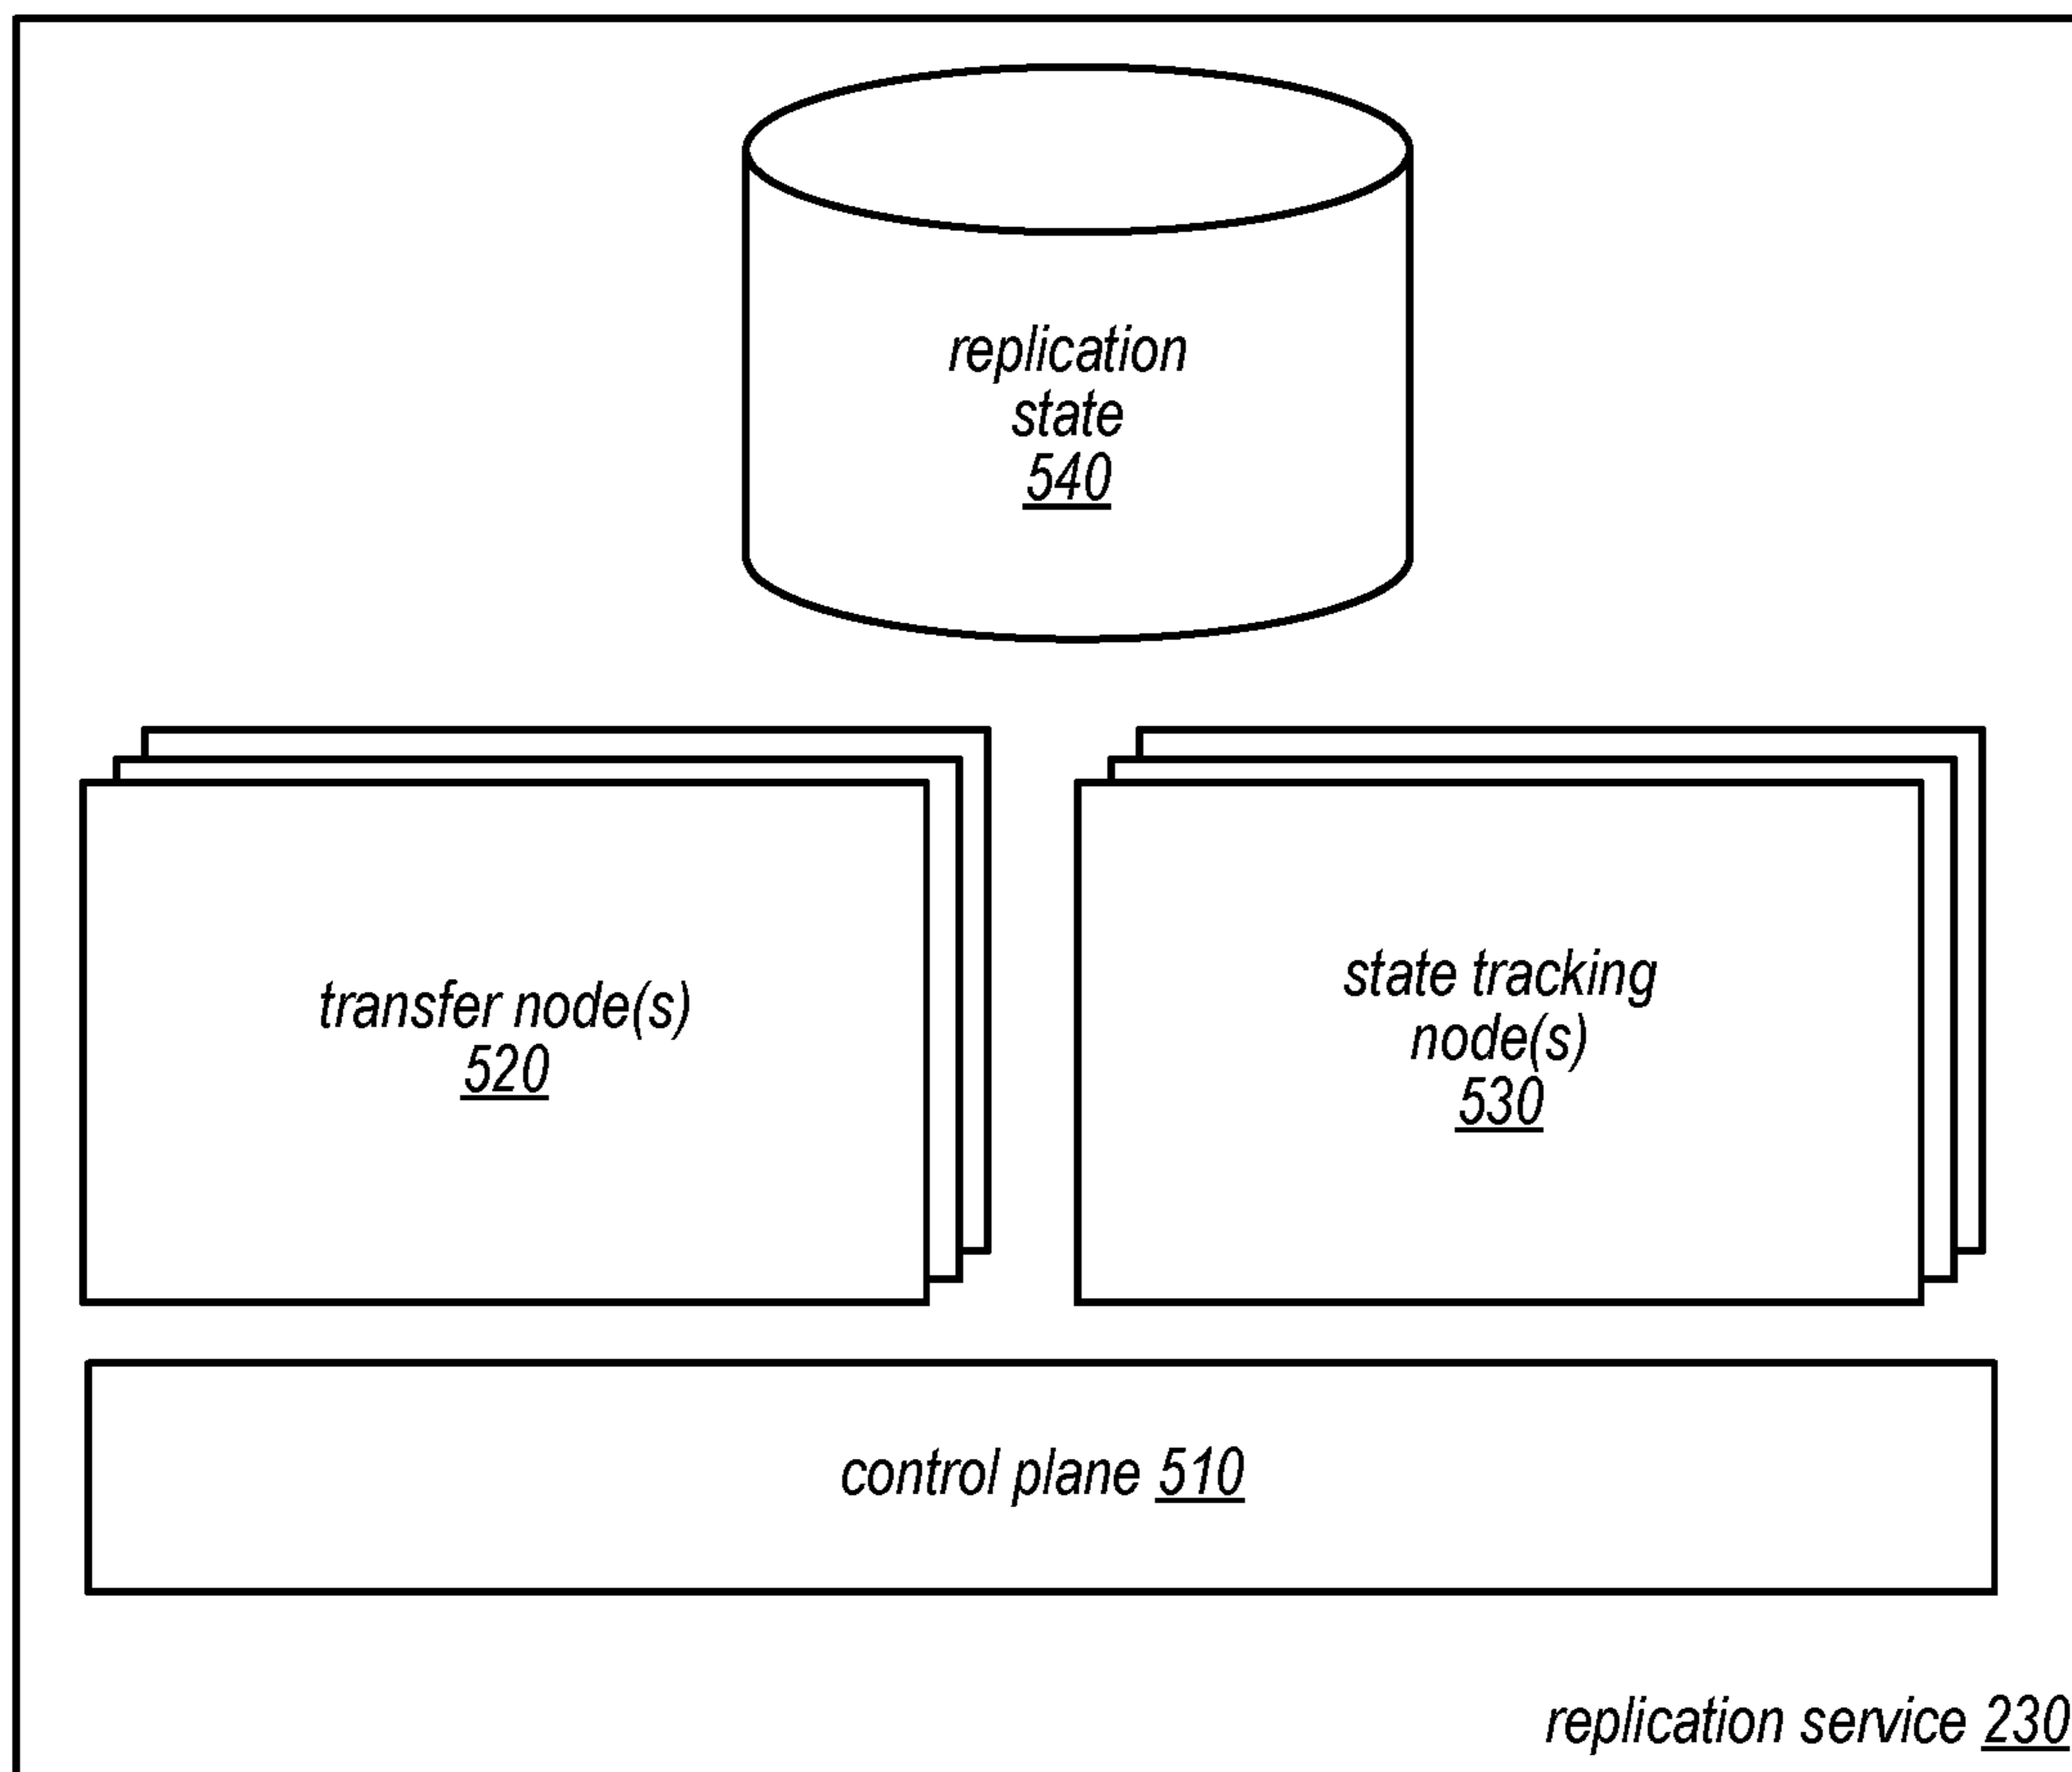 replication
state
540
transfer node(s)
520
state tracking
node(s)
530
control plane 510
replication service 230